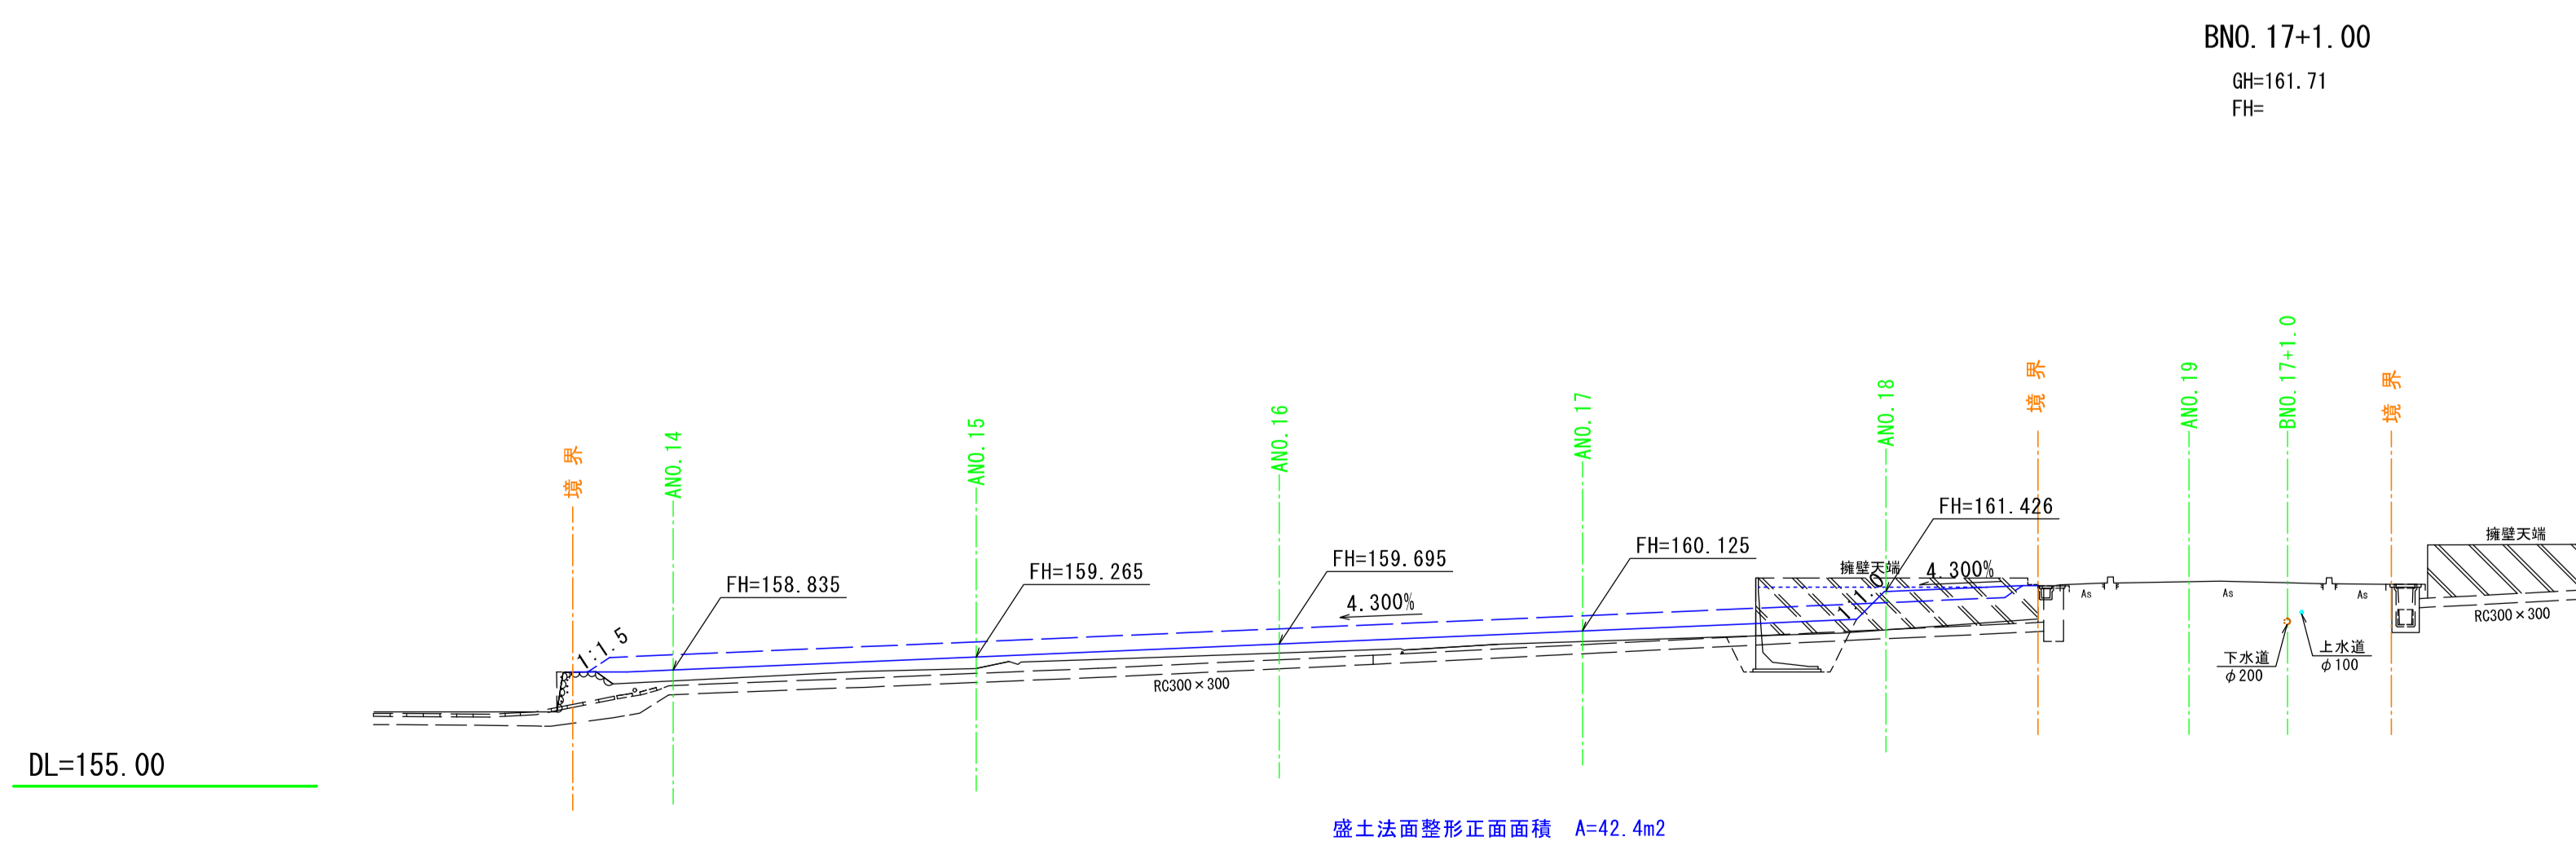 BNO. 17+1.00
GH=161.71
FH=
BNO.17+1.0
ANO.19
境 界
境 界
ANO.18
ANO.17
ANO.16
ANO.15
ANO.14
境 界
FH=161.426
擁壁天端
FH=160.125
FH=159.695
擁壁天端
4.300%
FH=159.265
FH=158.835
1:1.0
As
As
As
4.300%
RC300×300
1:1.5
上水道
φ100
下水道
φ200
RC300×300
DL=155.00
盛土法面整形正面面積 A=42.4m2